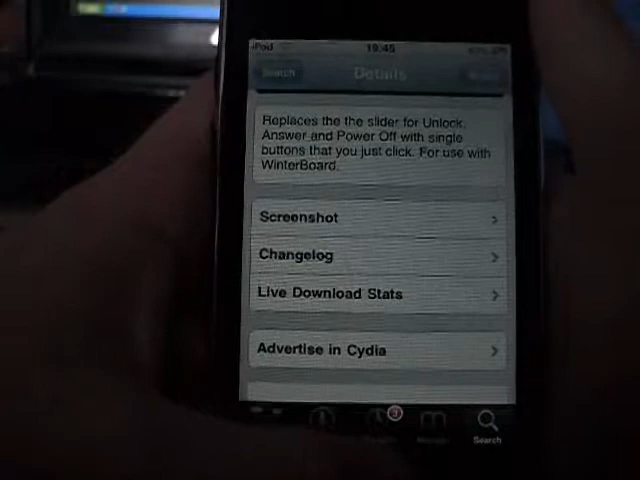 iPod
19:45
Search
Details
Replaces the the slider for Unlock,
Answer and Power Off with single
buttons that you just click. For use with
WinterBoard.
Screenshot
Changelog
Live Download Stats
Advertise in Cydia
Search